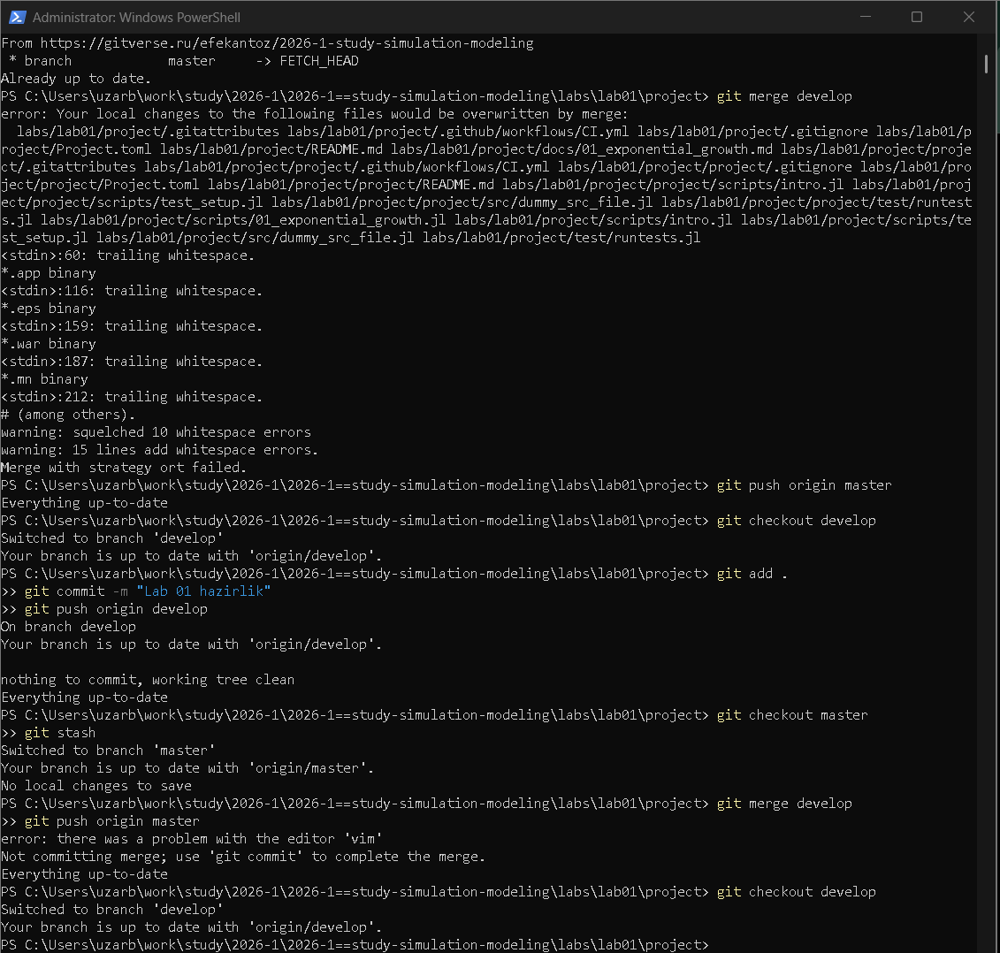 Administrator: Windows PowerShell
From https://gitverse.ru/efekantoz/2026-1-study-simulation-modeling
 * branch            master     -> FETCH_HEAD
Already up to date.
PS C:\Users\uzarb\work\study\2026-1\2026-1==study-simulation-modeling\labs\lab01\project> git merge develop
error: Your local changes to the following files would be overwritten by merge:
  labs/lab01/project/.gitattributes labs/lab01/project/.github/workflows/CI.yml labs/lab01/project/.gitignore labs/lab01/p
roject/Project.toml labs/lab01/project/README.md labs/lab01/project/docs/01_exponential_growth.md labs/lab01/project/proje
ct/.gitattributes labs/lab01/project/project/.github/workflows/CI.yml labs/lab01/project/project/.gitignore labs/lab01/pro
ject/project/Project.toml labs/lab01/project/project/README.md labs/lab01/project/project/scripts/intro.jl labs/lab01/proj
ect/project/scripts/test_setup.jl labs/lab01/project/project/src/dummy_src_file.jl labs/lab01/project/project/test/runtest
s.jl labs/lab01/project/scripts/01_exponential_growth.jl labs/lab01/project/scripts/intro.jl labs/lab01/project/scripts/te
st_setup.jl labs/lab01/project/src/dummy_src_file.jl labs/lab01/project/test/runtests.jl
<stdin>:60: trailing whitespace.
*.app binary
<stdin>:116: trailing whitespace.
*.eps binary
<stdin>:159: trailing whitespace.
*.war binary
<stdin>:187: trailing whitespace.
*.mn binary
<stdin>:212: trailing whitespace.
# (among others).
warning: squelched 10 whitespace errors
warning: 15 lines add whitespace errors.
Merge with strategy ort failed.
PS C:\Users\uzarb\work\study\2026-1\2026-1==study-simulation-modeling\labs\lab01\project> git push origin master
Everything up-to-date
PS C:\Users\uzarb\work\study\2026-1\2026-1==study-simulation-modeling\labs\lab01\project> git checkout develop
Switched to branch 'develop'
Your branch is up to date with 'origin/develop'.
PS C:\Users\uzarb\work\study\2026-1\2026-1==study-simulation-modeling\labs\lab01\project> git add .
>> git commit -m "Lab 01 hazirlik"
>> git push origin develop
On branch develop
Your branch is up to date with 'origin/develop'.
nothing to commit, working tree clean
Everything up-to-date
PS C:\Users\uzarb\work\study\2026-1\2026-1==study-simulation-modeling\labs\lab01\project> git checkout master
>> git stash
Switched to branch 'master'
Your branch is up to date with 'origin/master'.
No local changes to save
PS C:\Users\uzarb\work\study\2026-1\2026-1==study-simulation-modeling\labs\lab01\project> git merge develop
>> git push origin master
error: there was a problem with the editor 'vim'
Not committing merge; use 'git commit' to complete the merge.
Everything up-to-date
PS C:\Users\uzarb\work\study\2026-1\2026-1==study-simulation-modeling\labs\lab01\project> git checkout develop
Switched to branch 'develop'
Your branch is up to date with 'origin/develop'.
PS C:\Users\uzarb\work\study\2026-1\2026-1==study-simulation-modeling\labs\lab01\project>